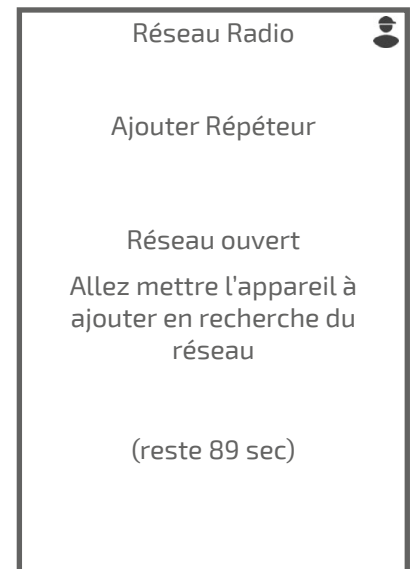 Réseau Radio
Ajouter Répéteur
Réseau ouvert
Allez mettre l’appareil à
ajouter en recherche du
réseau
(reste 89 sec)